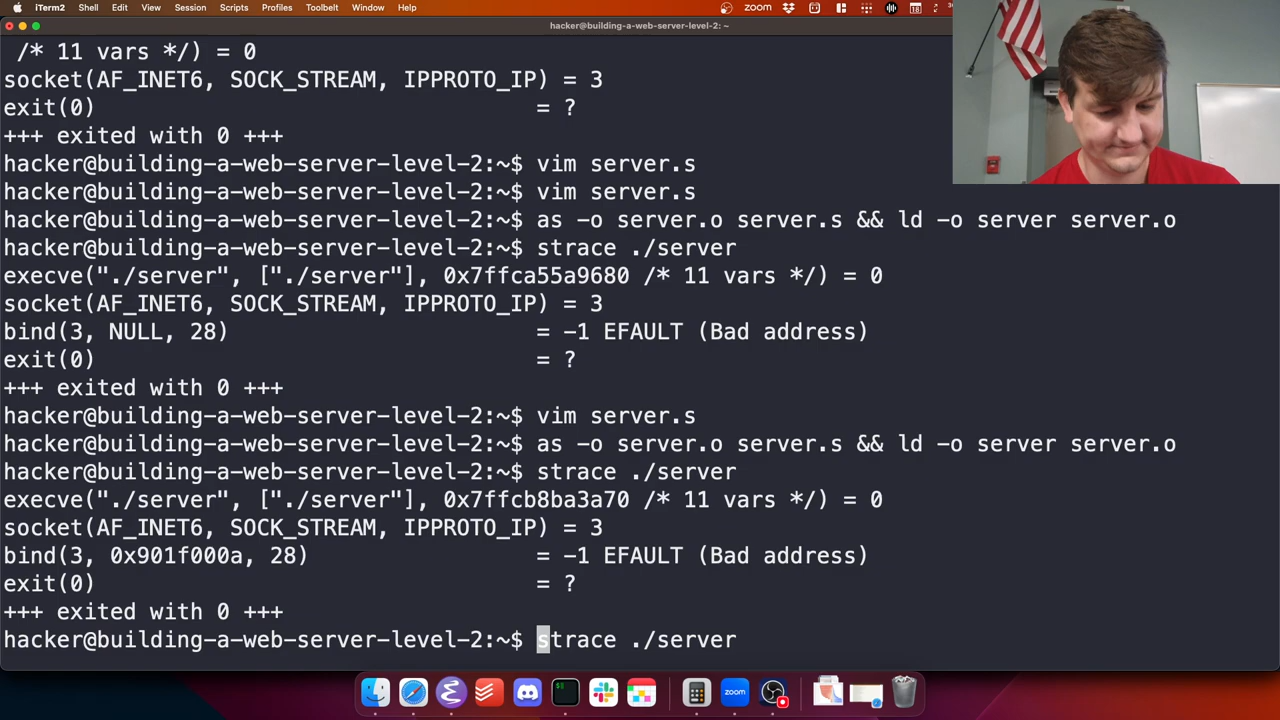 iTerm2 Shell Edit View Session Scripts Profiles Toolbelt Window Help
zoom
hacker@building-a-web-server-level-2: ~
/* 11 vars */) = 0
socket(AF_INET6, SOCK_STREAM, IPPROTO_IP) = 3
exit(0) = ?
+++ exited with 0 +++
hacker@building-a-web-server-level-2:~$ vim server.s
hacker@building-a-web-server-level-2:~$ vim server.s
hacker@building-a-web-server-level-2:~$ as -o server.o server.s && ld -o server server.o
hacker@building-a-web-server-level-2:~$ strace ./server
execve("./server", ["./server"], 0x7ffca55a9680 /* 11 vars */) = 0
socket(AF_INET6, SOCK_STREAM, IPPROTO_IP) = 3
bind(3, NULL, 28) = -1 EFAULT (Bad address)
exit(0) = ?
+++ exited with 0 +++
hacker@building-a-web-server-level-2:~$ vim server.s
hacker@building-a-web-server-level-2:~$ as -o server.o server.s && ld -o server server.o
hacker@building-a-web-server-level-2:~$ strace ./server
execve("./server", ["./server"], 0x7ffcb8ba3a70 /* 11 vars */) = 0
socket(AF_INET6, SOCK_STREAM, IPPROTO_IP) = 3
bind(3, 0x901f000a, 28) = -1 EFAULT (Bad address)
exit(0) = ?
+++ exited with 0 +++
hacker@building-a-web-server-level-2:~$ strace ./server
zoom